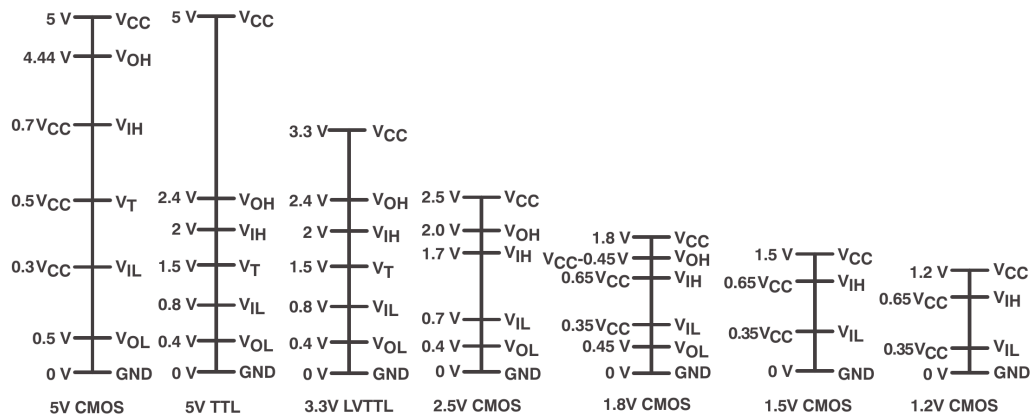 5 V VCC
4.44 V VOH
0.7VCC VIH
0.5VCC VT
0.3VCC VIL
0.5 V VOL
0 V GND
5V CMOS
5 V VCC
2.4 V VOH
2 V VIH
1.5 V VT
0.8 V VIL
0.4 V VOL
0 V GND
5V TTL
3.3 V VCC
2.4 V VOH
2 V VIH
1.5 V VT
0.8 V VIL
0.4 V VOL
0 V GND
3.3V LVTTL
2.5 V VCC
2.0 V VOH
1.7 V VIH
0.7 V VIL
0.4 V VOL
0 V GND
2.5V CMOS
1.8 V VCC
VCC-0.45V VOH
0.65VCC VIH
0.35VCC VIL
0.45 V VOL
0 V GND
1.8V CMOS
1.5 V VCC
0.65VCC VIH
0.35VCC VIL
0 V GND
1.5V CMOS
1.2 V VCC
0.65VCC VIH
0.35VCC VIL
0 V GND
1.2V CMOS